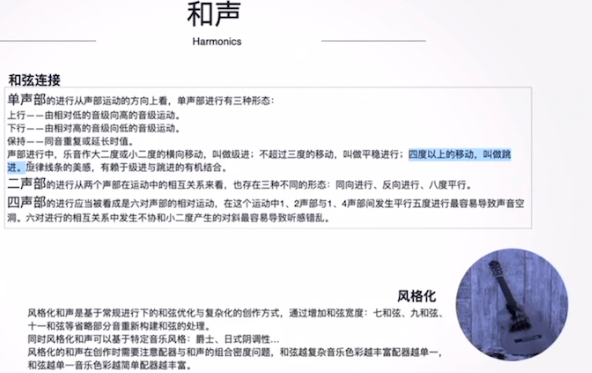 和声
Harmonics
和弦连接
单声部的进行从声部运动的方向上看，单声部进行有三种形态：
上行——由相对低的音级向高的音级运动。
下行——由相对高的音级向低的音级运动。
保持——同音重复或延长时值。
声部进行中，乐音作大二度或小二度的横向移动，叫做级进；不超过三度的移动，叫做平稳进行；四度以上的移动，叫做跳
进。旋律线条的美感，有赖于级进与跳进的有机结合。
二声部的进行从两个声部在运动中的相互关系来看，也存在三种不同的形态：同向进行、反向进行、八度平行。
四声部的进行应当被看成是六对声部的相对运动，在这个运动中1、2声部与1、4声部间发生平行五度进行最容易导致声音空
洞。六对进行的相互关系中发生不协和小二度产生的对斜最容易导致听感错乱。
风格化
风格化和声是基于常规进行下的和弦优化与复杂化的创作方式，通过增加和弦宽度：七和弦、九和弦、
十一和弦等省略部分音重新构建和弦的处理。
同时风格化和声可以基于特定音乐风格：爵士、日式阴调性...
风格化的和声在创作时需要注意配器与和声的组合密度问题，和弦越复杂音乐色彩越丰富配器越单一，
和弦越单一音乐色彩越简单配器越丰富。